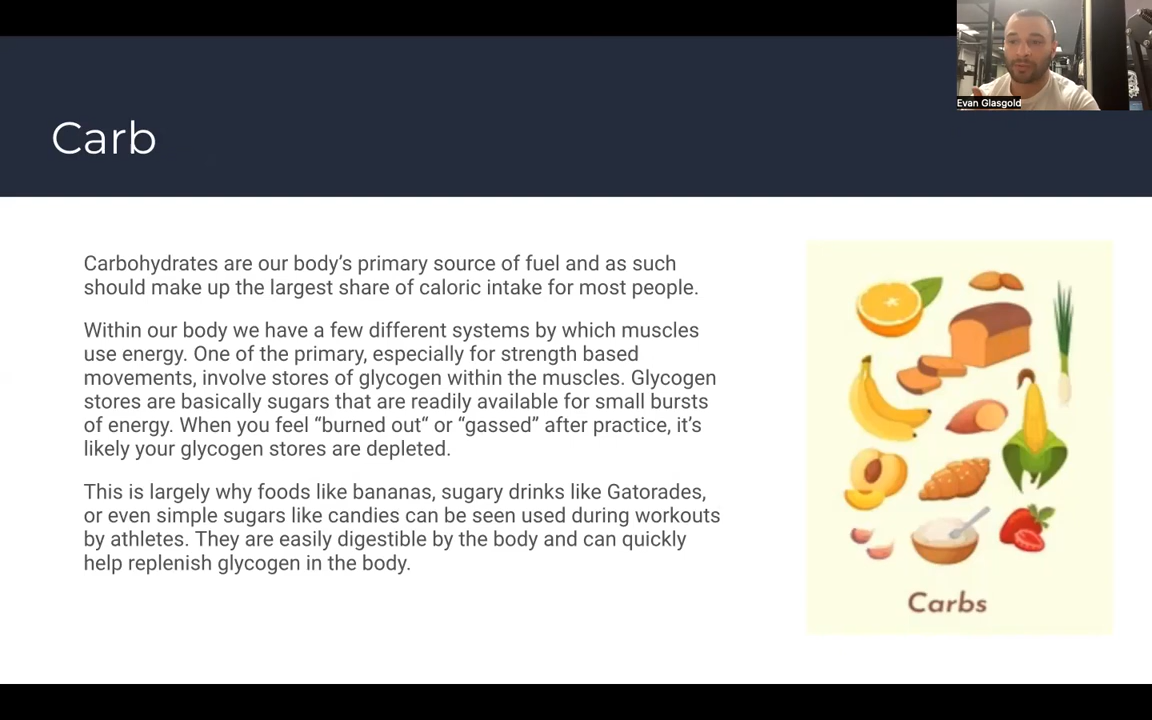 Evan Glasgold
Carb
Carbohydrates are our body’s primary source of fuel and as such
should make up the largest share of caloric intake for most people.
Within our body we have a few different systems by which muscles
use energy. One of the primary, especially for strength based
movements, involve stores of glycogen within the muscles. Glycogen
stores are basically sugars that are readily available for small bursts
of energy. When you feel “burned out“ or “gassed” after practice, it’s
likely your glycogen stores are depleted.
This is largely why foods like bananas, sugary drinks like Gatorades,
or even simple sugars like candies can be seen used during workouts
by athletes. They are easily digestible by the body and can quickly
help replenish glycogen in the body.
Carbs